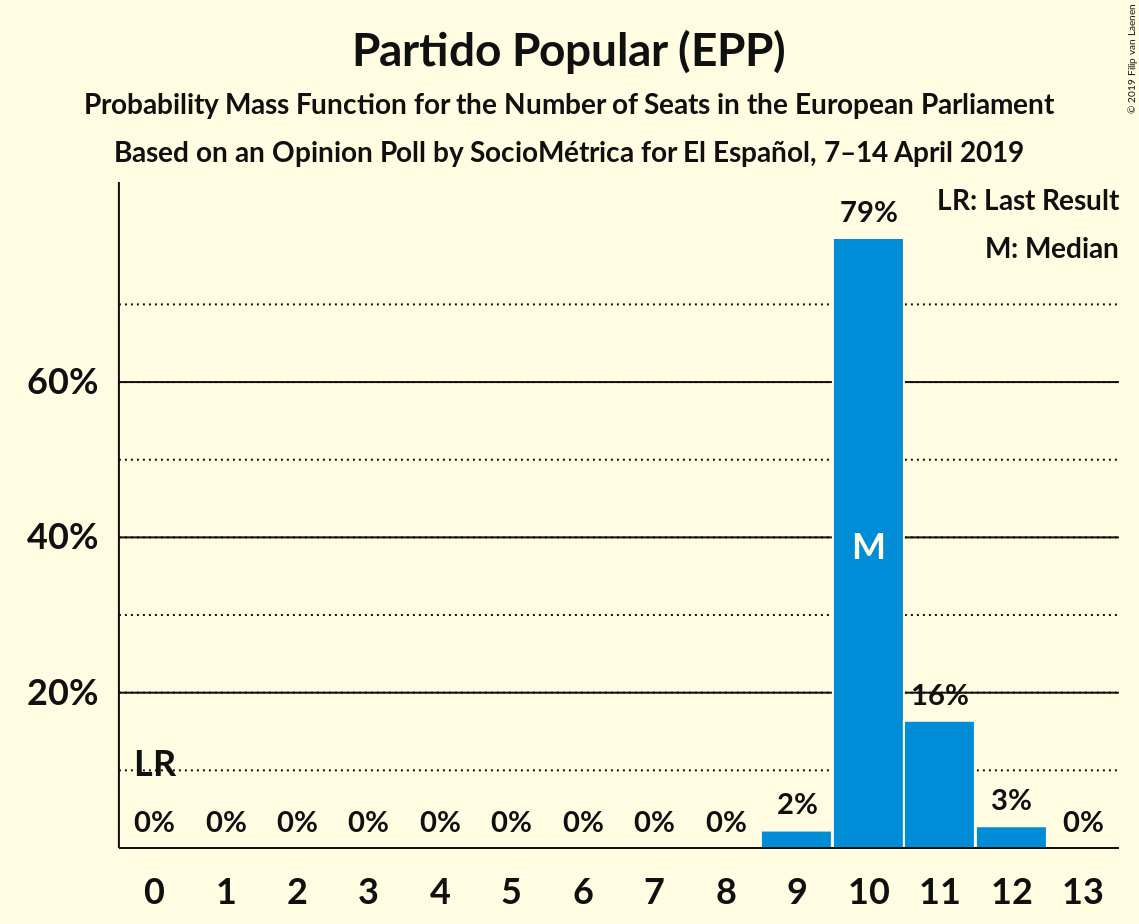 Partido Popular (EPP)
Probability Mass Function for the Number of Seats in the European Parliament
Based on an Opinion Poll by SocioMétrica for El Español, 7–14 April 2019
© 2019 Filip van Laenen
LR: Last Result
M: Median
79%
60%
40%
M
20%
16%
LR
0% 0% 0% 0% 0% 0% 0% 0% 0% 2% 3% 0%
0 1 2 3 4 5 6 7 8 9 10 11 12 13